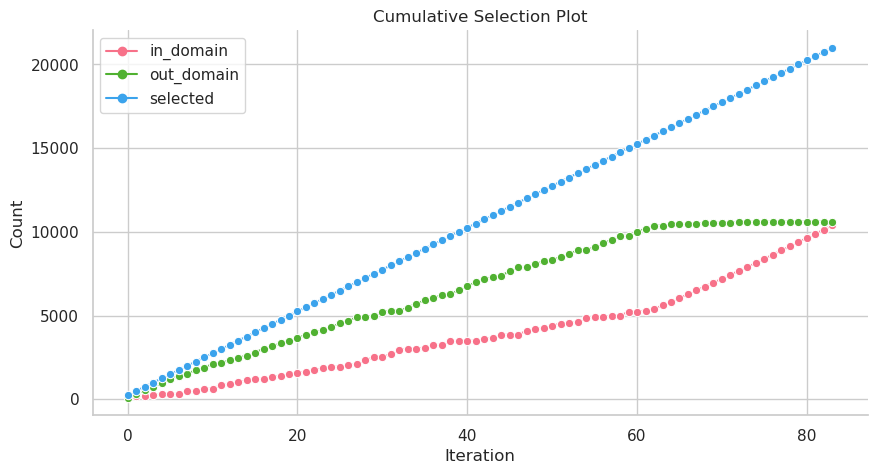 Cumulative Selection Plot
in_domain
out_domain
selected
20000
15000
10000
5000
0
Count
0 20 40 60 80
Iteration